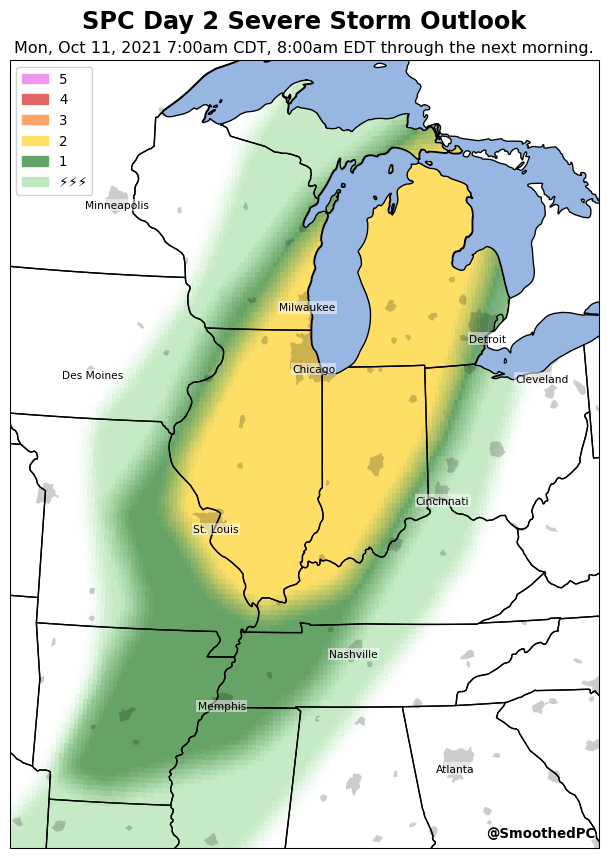 SPC Day 2 Severe Storm Outlook
Mon, Oct 11, 2021 7:00am CDT, 8:00am EDT through the next morning.
5
4
3
2
1
⚡⚡⚡
Minneapolis
Milwaukee
Detroit
Chicago
Des Moines
Cleveland
Cincinnati
St. Louis
Nashville
Memphis
Atlanta
@SmoothedPC